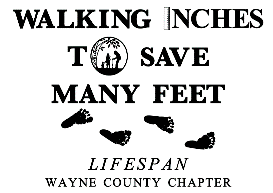 WALKING INCHES
TO SAVE
MANY FEET
LIFESPAN
WAYNE COUNTY CHAPTER